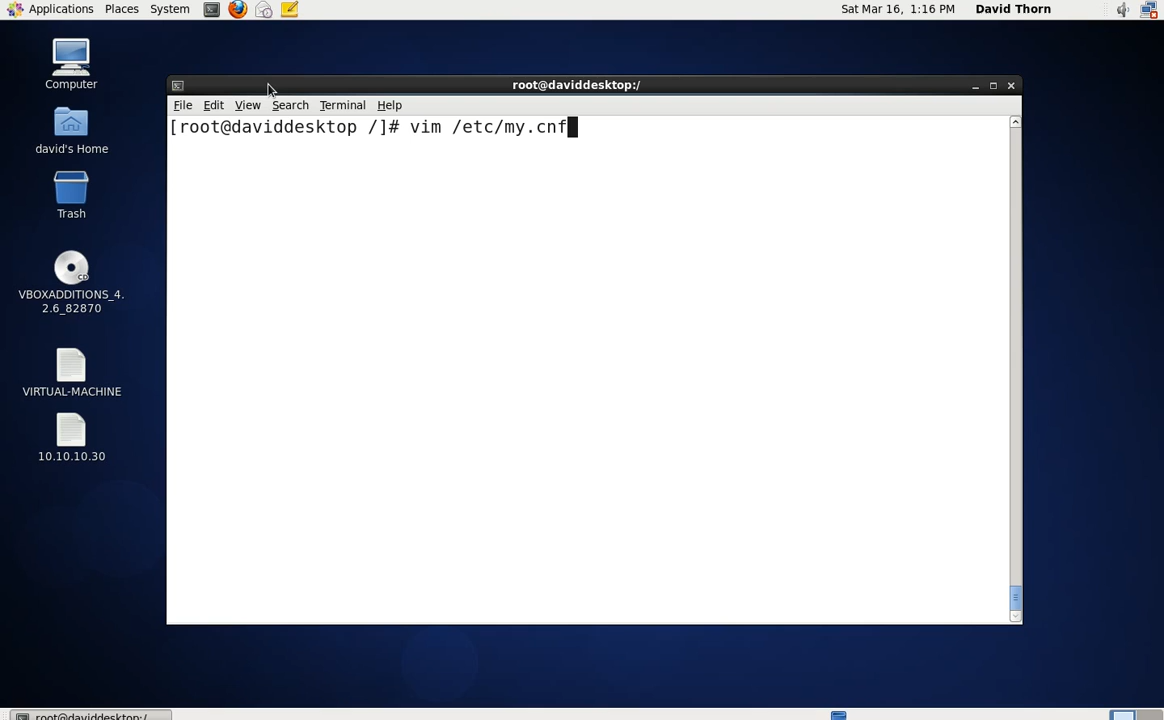 Applications Places System Sat Mar 16, 1:16 PM David Thorn
Computer
david's Home
Trash
VBOXADDITIONS_4.
2.6_82870
VIRTUAL-MACHINE
10.10.10.30
root@daviddesktop:/
File Edit View Search Terminal Help
[root@daviddesktop /]# vim /etc/my.cnf
root@daviddesktop:/